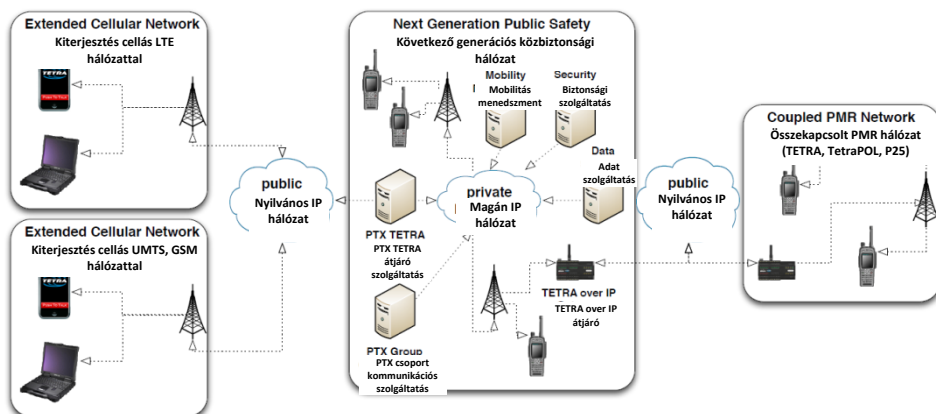 Extended Cellular Network
Kiterjesztés cellás LTE
hálózattal
TETRA
public
Nyilvános IP
hálózat
Extended Cellular Network
Kiterjesztés cellás UMTS, GSM
hálózattal
TETRA
Next Generation Public Safety
Következő generációs közbiztonsági
hálózat
Mobility
Mobilitás
menedszment
Security
Biztonsági
szolgáltatás
Data
Adat
szolgáltatás
private
Magán IP
hálózat
PTX TETRA
PTX TETRA
átjáró
szolgáltatás
PTX Group
PTX csoport
kommunikációs
szolgáltatás
TETRA over IP
TETRA over IP
átjáró
public
Nyilvános IP
hálózat
Coupled PMR Network
Összekapcsolt PMR hálózat
(TETRA, TetraPOL, P25)